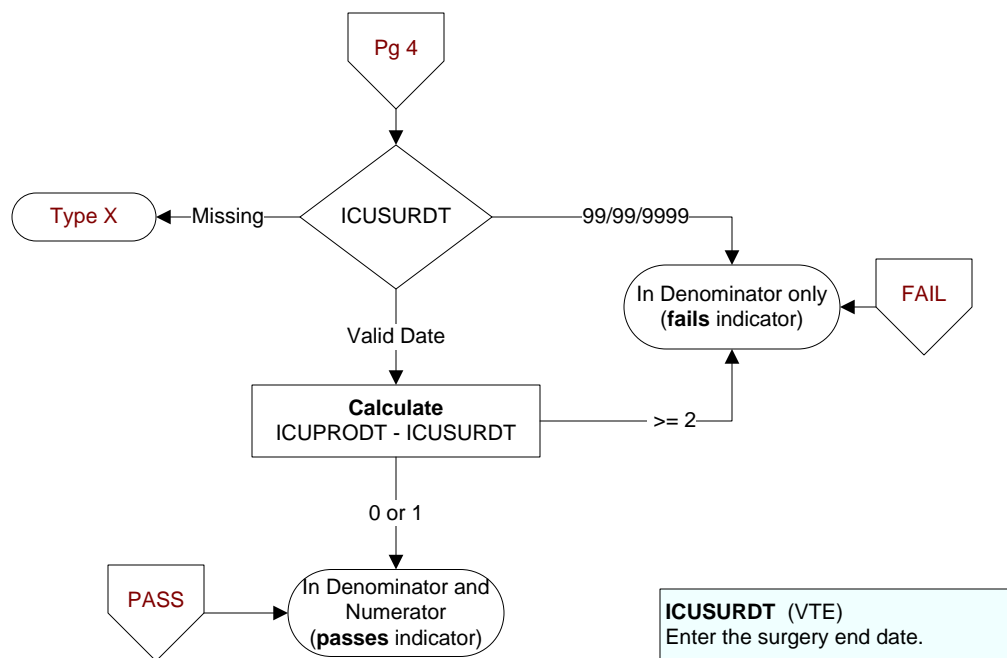 Pg 4
ICUSURDT
Missing
Type X
99/99/9999
In Denominator only
(fails indicator)
FAIL
Valid Date
Calculate
ICUPRODT - ICUSURDT
>= 2
0 or 1
PASS
In Denominator and
Numerator
(passes indicator)
ICUSURDT (VTE)
Enter the surgery end date.